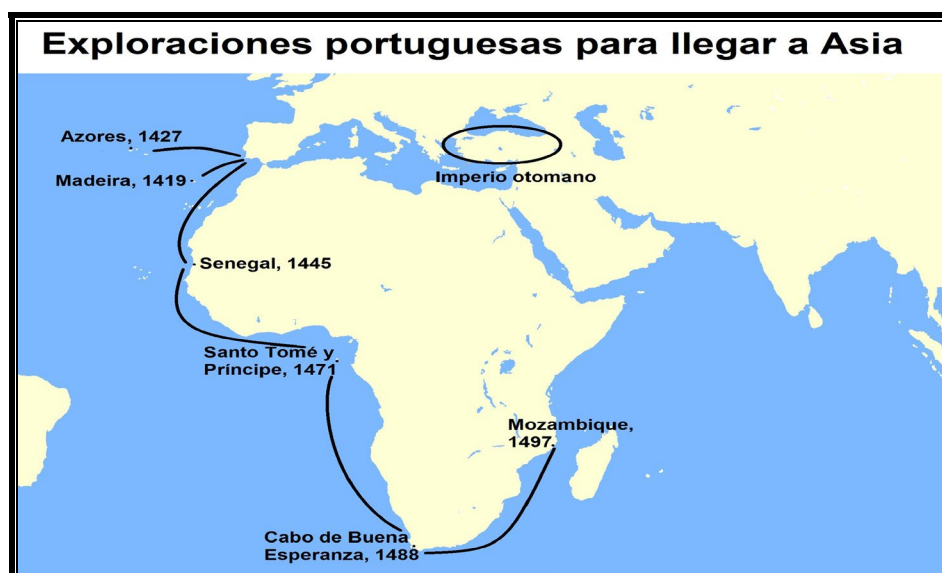 Exploraciones portuguesas para llegar a Asia
Azores, 1427
Madeira, 1419
Imperio otomano
Senegal, 1445
Santo Tomé y
Príncipe, 1471
Mozambique,
1497
Cabo de Buena
Esperanza, 1488